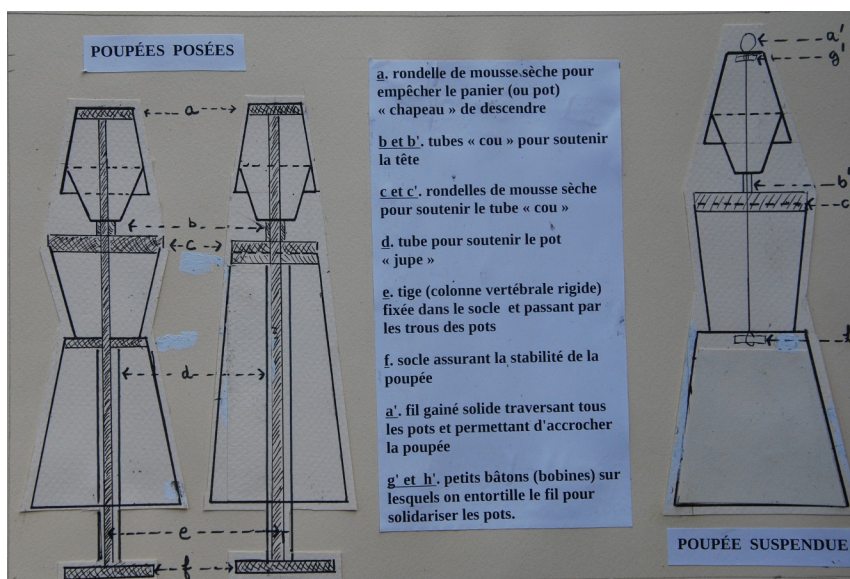 POUPÉES POSÉES
a
b
c
d
e
f
a. rondelle de mousse sèche pour
empêcher le panier (ou pot)
« chapeau » de descendre
b et b'. tubes « cou » pour soutenir
la tête
c et c'. rondelles de mousse sèche
pour soutenir le tube « cou »
d. tube pour soutenir le pot
« jupe »
e. tige (colonne vertébrale rigide)
fixée dans le socle et passant par
les trous des pots
f. socle assurant la stabilité de la
poupée
a'. fil gainé solide traversant tous
les pots et permettant d'accrocher
la poupée
g' et h'. petits bâtons (bobines) sur
lesquels on entortille le fil pour
solidariser les pots.
a'
g'
b'
c
POUPÉE SUSPENDUE